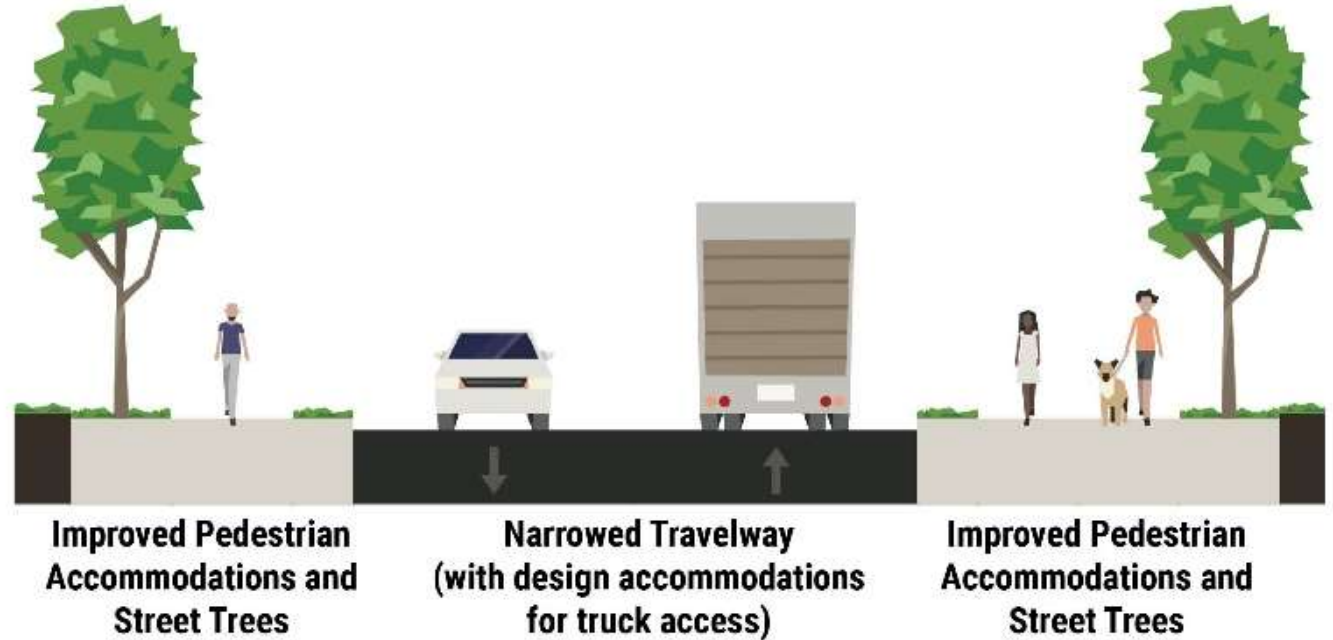 Improved Pedestrian
Accommodations and
Street Trees
Narrowed Travelway
(with design accommodations
for truck access)
Improved Pedestrian
Accommodations and
Street Trees